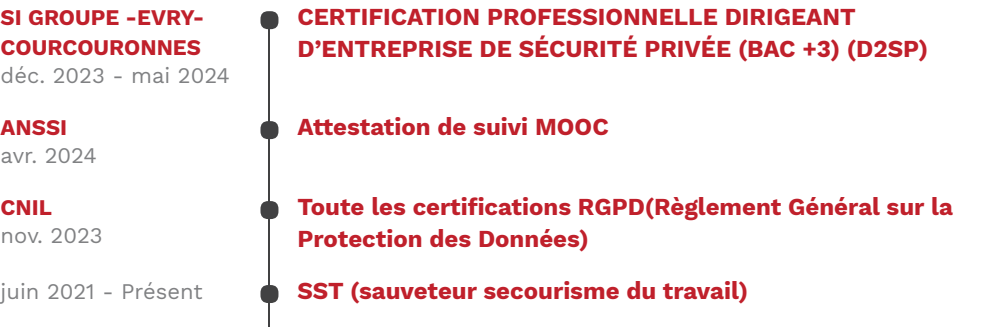 SI GROUPE -EVRY-
COURCOURONNES
déc. 2023 - mai 2024
CERTIFICATION PROFESSIONNELLE DIRIGEANT
D’ENTREPRISE DE SÉCURITÉ PRIVÉE (BAC +3) (D2SP)
ANSSI
avr. 2024
Attestation de suivi MOOC
CNIL
nov. 2023
Toute les certifications RGPD(Règlement Général sur la
Protection des Données)
juin 2021 - Présent
SST (sauveteur secourisme du travail)